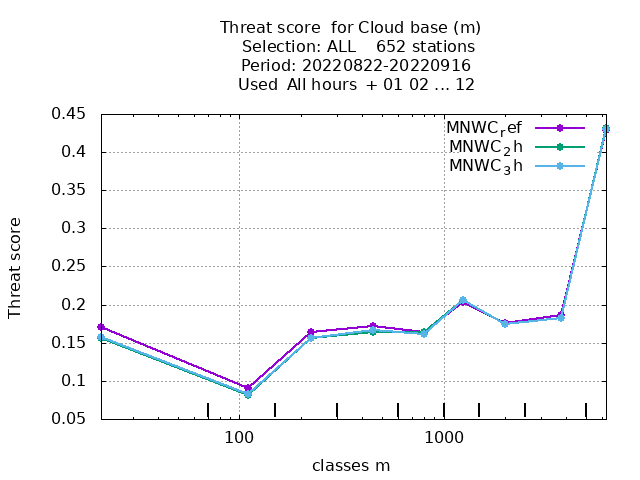 Threat score  for Cloud base (m)
Selection: ALL    652 stations
Period: 20220822-20220916
Used  All hours  + 01 02 ... 12
MNWC_ref
MNWC_2h
MNWC_3h
0.45
0.4
0.35
0.3
0.25
0.2
0.15
0.1
0.05
Threat score
100
1000
classes m